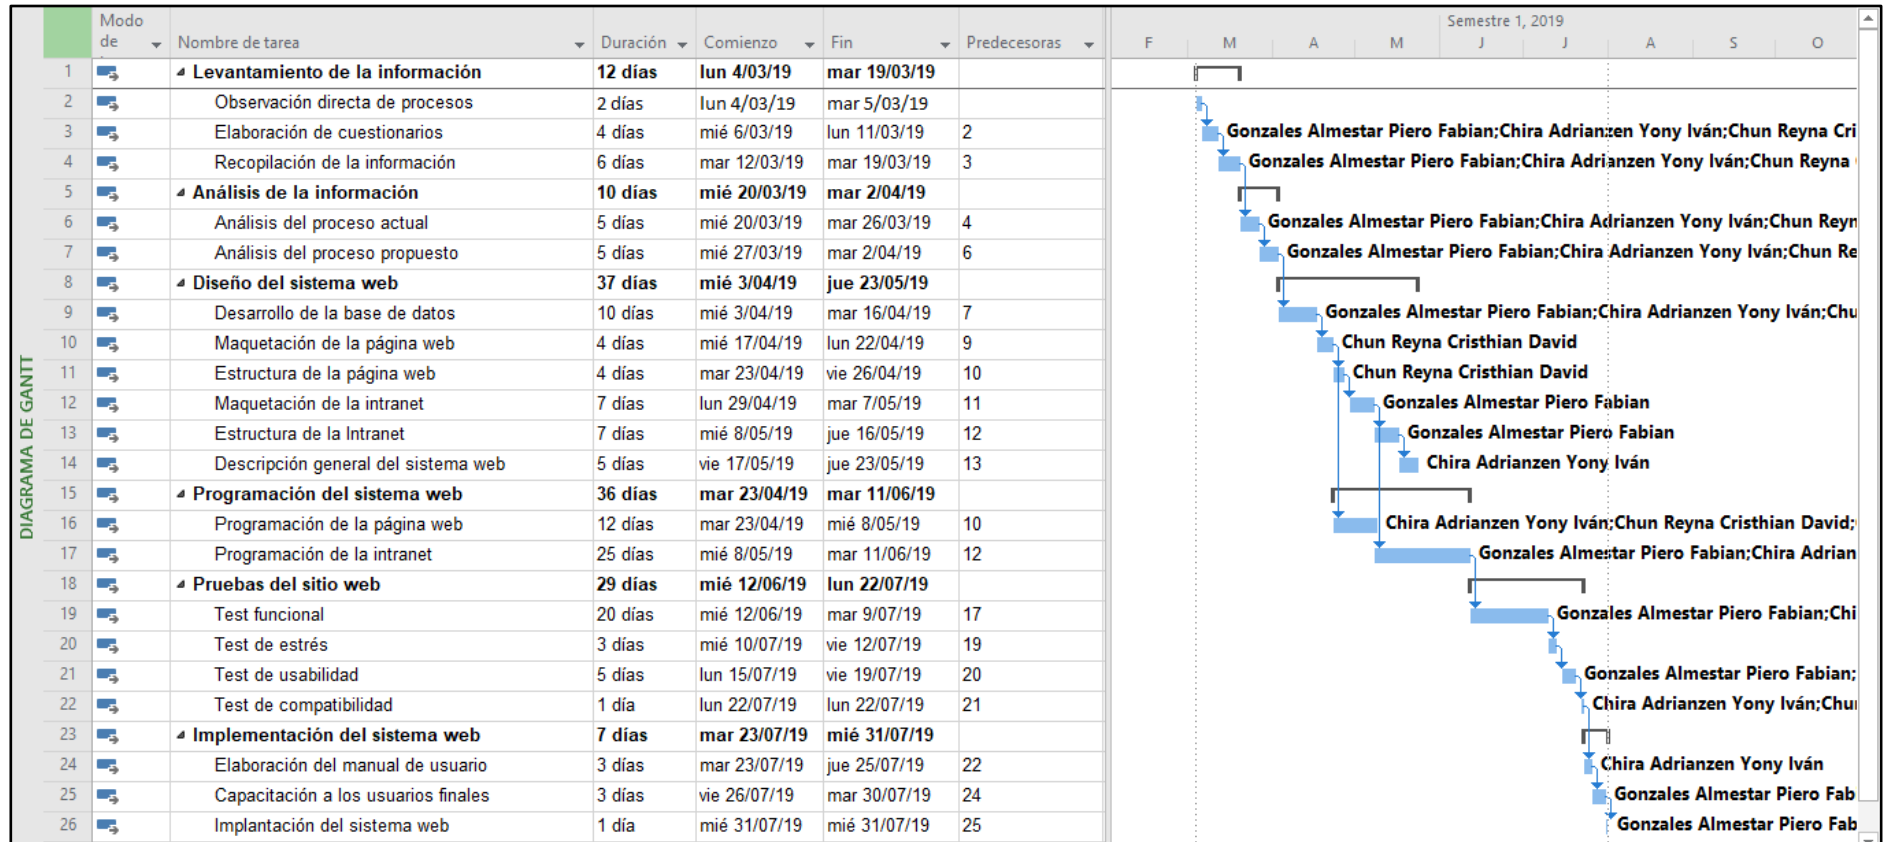 Modo de Nombre de tarea Duración Comienzo Fin Predecesoras
Semestre 1, 2019
F M A M J J A S O
1 Levantamiento de la información 12 días lun 4/03/19 mar 19/03/19
2 Observación directa de procesos 2 días lun 4/03/19 mar 5/03/19
3 Elaboración de cuestionarios 4 días mié 6/03/19 lun 11/03/19 2 Gonzales Almestar Piero Fabian;Chira Adrianzen Yony Iván;Chun Reyna Cri
4 Recopilación de la información 6 días mar 12/03/19 mar 19/03/19 3 Gonzales Almestar Piero Fabian;Chira Adrianzen Yony Iván;Chun Reyna
5 Análisis de la información 10 días mié 20/03/19 mar 2/04/19
6 Análisis del proceso actual 5 días mié 20/03/19 mar 26/03/19 4 Gonzales Almestar Piero Fabian;Chira Adrianzen Yony Iván;Chun Reyn
7 Análisis del proceso propuesto 5 días mié 27/03/19 mar 2/04/19 6 Gonzales Almestar Piero Fabian;Chira Adrianzen Yony Iván;Chun Re
8 Diseño del sistema web 37 días mié 3/04/19 jue 23/05/19
9 Desarrollo de la base de datos 10 días mié 3/04/19 mar 16/04/19 7 Gonzales Almestar Piero Fabian;Chira Adrianzen Yony Iván;Chu
10 Maquetación de la página web 4 días mié 17/04/19 lun 22/04/19 9 Chun Reyna Cristhian David
11 Estructura de la página web 4 días mar 23/04/19 vie 26/04/19 10 Chun Reyna Cristhian David
12 Maquetación de la intranet 7 días lun 29/04/19 mar 7/05/19 11 Gonzales Almestar Piero Fabian
13 Estructura de la Intranet 7 días mié 8/05/19 jue 16/05/19 12 Gonzales Almestar Piero Fabian
14 Descripción general del sistema web 5 días vie 17/05/19 jue 23/05/19 13 Chira Adrianzen Yony Iván
15 Programación del sistema web 36 días mar 23/04/19 mar 11/06/19
16 Programación de la página web 12 días mar 23/04/19 mié 8/05/19 10 Chira Adrianzen Yony Iván;Chun Reyna Cristhian David;
17 Programación de la intranet 25 días mié 8/05/19 mar 11/06/19 12 Gonzales Almestar Piero Fabian;Chira Adrian
18 Pruebas del sitio web 29 días mié 12/06/19 lun 22/07/19
19 Test funcional 20 días mié 12/06/19 mar 9/07/19 17 Gonzales Almestar Piero Fabian;Chi
20 Test de estrés 3 días mié 10/07/19 vie 12/07/19 19
21 Test de usabilidad 5 días lun 15/07/19 vie 19/07/19 20 Gonzales Almestar Piero Fabian;
22 Test de compatibilidad 1 día lun 22/07/19 lun 22/07/19 21 Chira Adrianzen Yony Iván;Chu
23 Implementación del sistema web 7 días mar 23/07/19 mié 31/07/19
24 Elaboración del manual de usuario 3 días mar 23/07/19 jue 25/07/19 22 Chira Adrianzen Yony Iván
25 Capacitación a los usuarios finales 3 días vie 26/07/19 mar 30/07/19 24 Gonzales Almestar Piero Fab
26 Implantación del sistema web 1 día mié 31/07/19 mié 31/07/19 25 Gonzales Almestar Piero Fab
DIAGRAMA DE GANTT